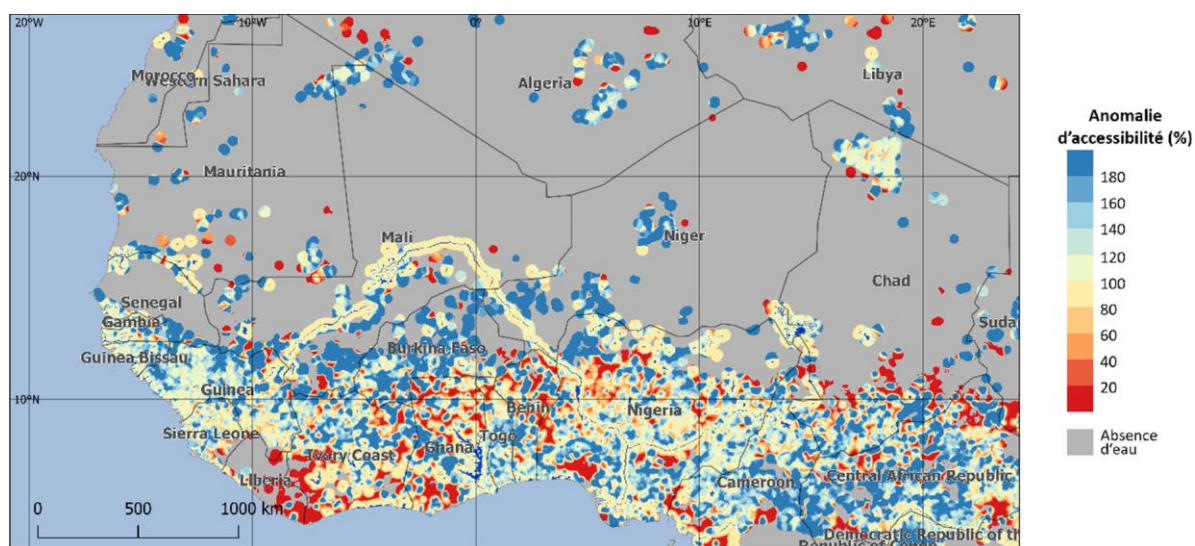 20°W
10°W
0°
10°E
20°E
Morocco
Western Sahara
Algeria
Libya
Mauritania
20°N
Mali
Niger
Chad
Senegal
Gambia
Guinea Bissau
Burkina Faso
Guinea
Benin
Nigeria
10°N
Sierra Leone
Ivory Coast
Ghana
Togo
Liberia
Cameroon
Central African Republic
Suda
Democratic Republic of th
Republic of Congo
0 500 1000 km
Anomalie
d'accessibilité (%)
180
160
140
120
100
80
60
40
20
Absence
d'eau